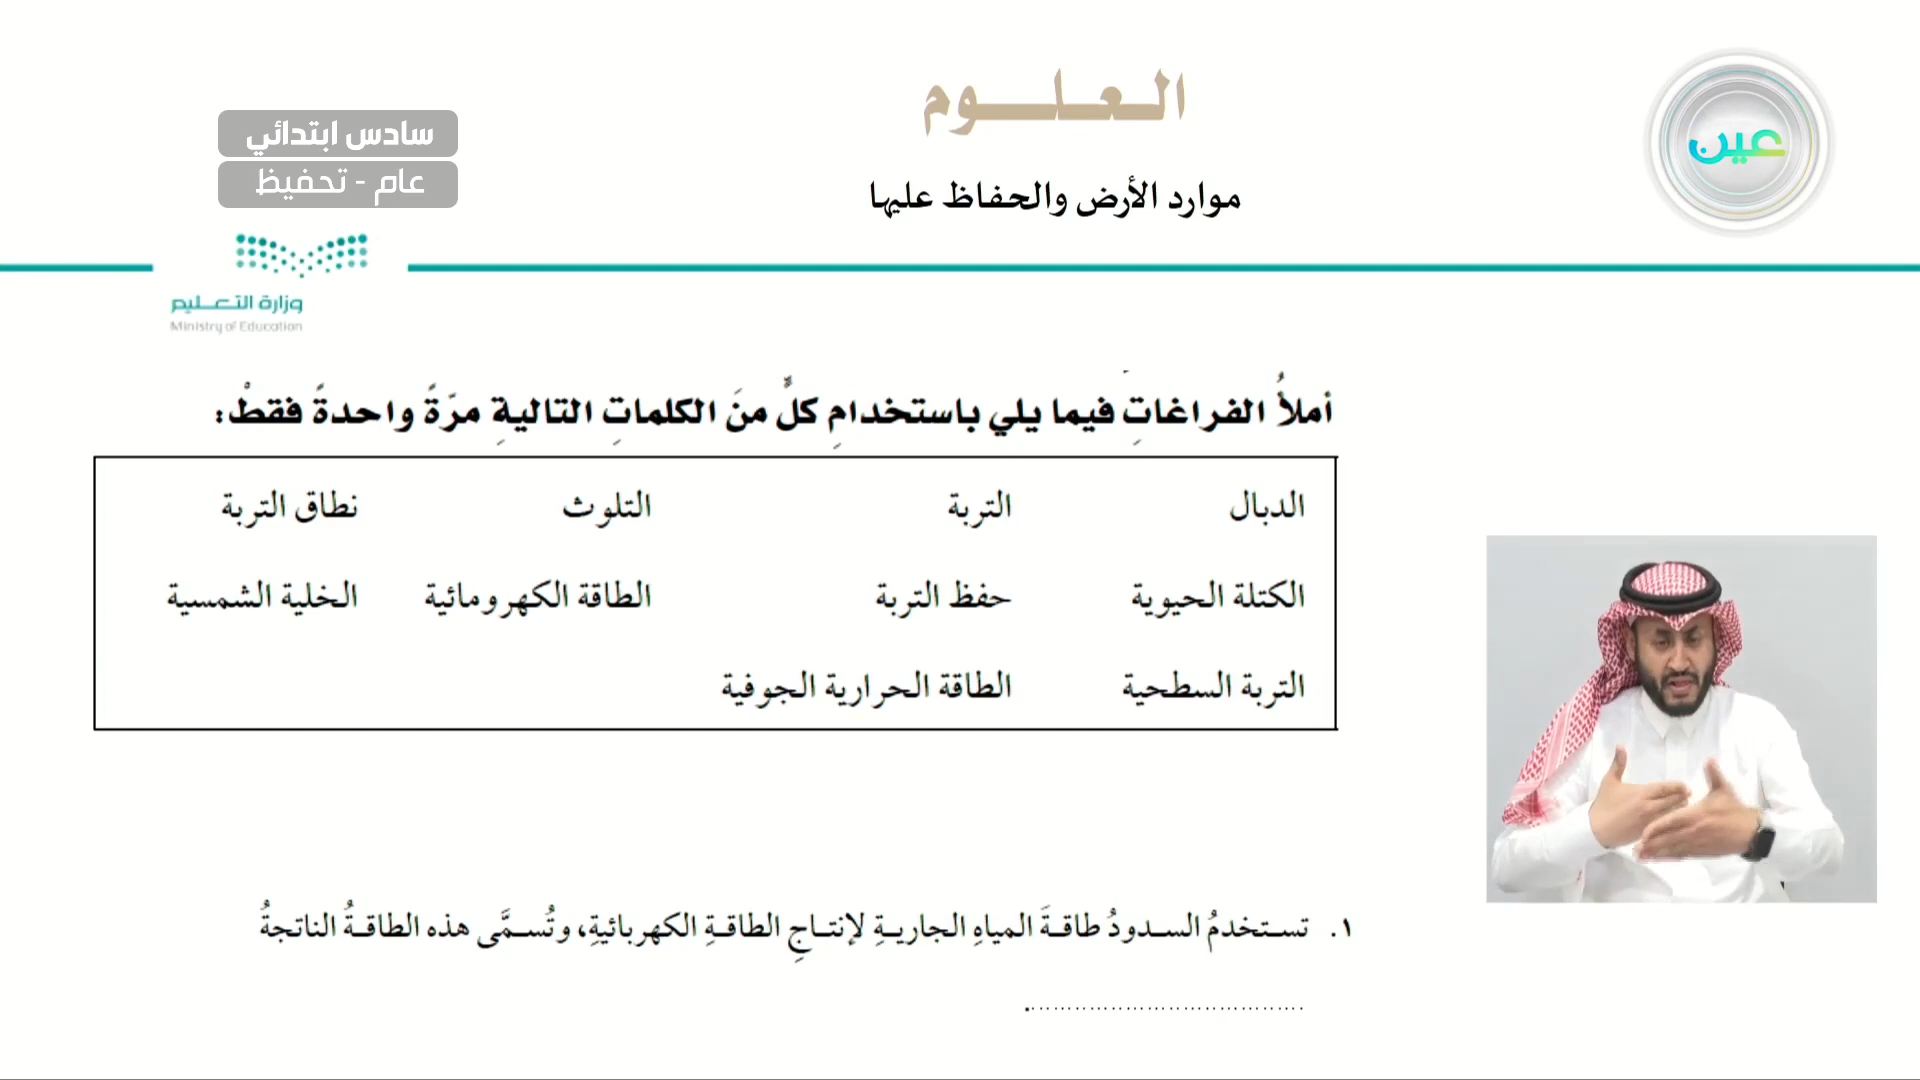 العلوم
موارد الأرض والحفاظ عليها
عين
سادس ابتدائي
عام - تحفيظ
وزارة التعليم
Ministry of Education
أملأُ الفراغاتِ فيما يلي باستخدامِ كلٍّ منَ الكلماتِ التاليةِ مرّةً واحدةً فقطْ:
الدبال التربة التلوث نطاق التربة
الكتلة الحيوية حفظ التربة الطاقة الكهرومائية الخلية الشمسية
التربة السطحية الطاقة الحرارية الجوفية
١. تستخدمُ السدودُ طاقةَ المياهِ الجاريةِ لإنتاجِ الطاقةِ الكهربائيةِ، وتُسمَّى هذه الطاقةُ الناتجةُ
......................................